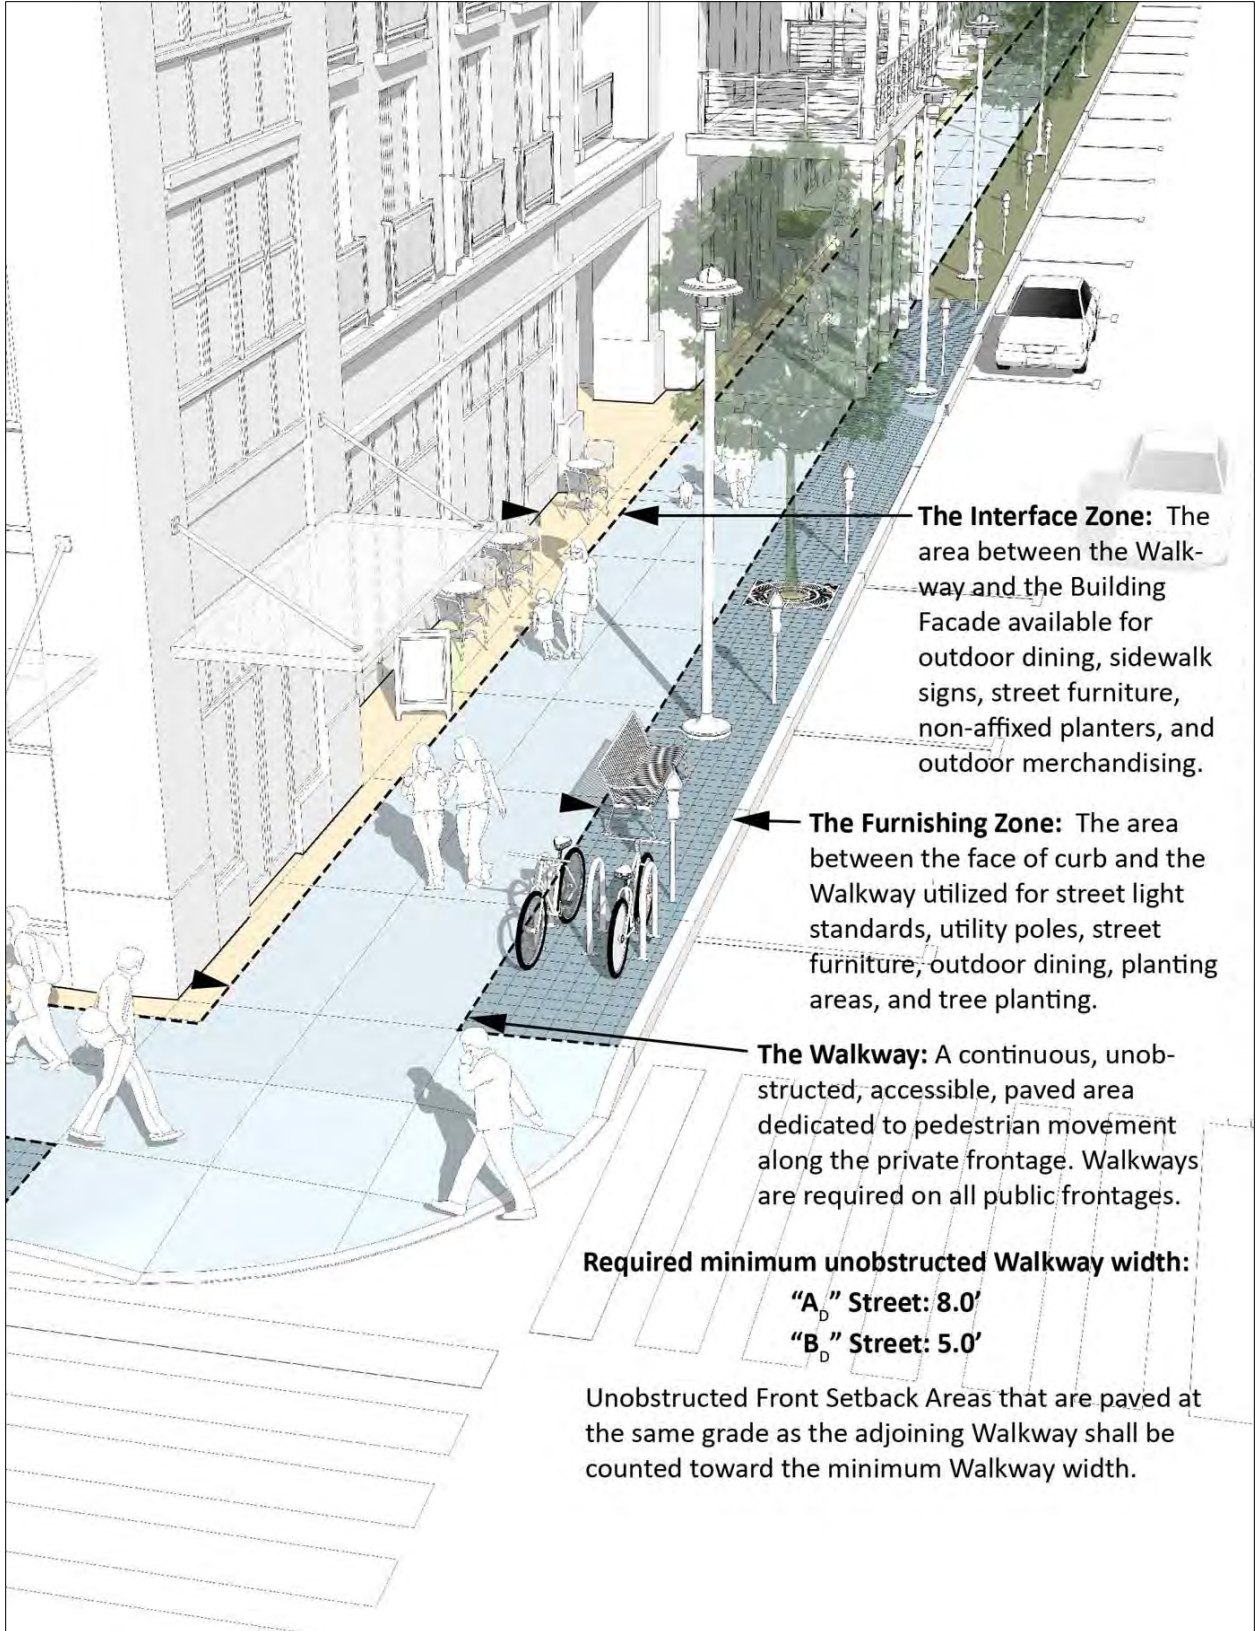 The Interface Zone: The
area between the Walk-
way and the Building
Facade available for
outdoor dining, sidewalk
signs, street furniture,
non-affixed planters, and
outdoor merchandising.
The Furnishing Zone: The area
between the face of curb and the
Walkway utilized for street light
standards, utility poles, street
furniture, outdoor dining, planting
areas, and tree planting.
The Walkway: A continuous, unob-
structed, accessible, paved area
dedicated to pedestrian movement
along the private frontage. Walkways
are required on all public frontages.
Required minimum unobstructed Walkway width:
“A_D” Street: 8.0’
“B_D” Street: 5.0’
Unobstructed Front Setback Areas that are paved at
the same grade as the adjoining Walkway shall be
counted toward the minimum Walkway width.